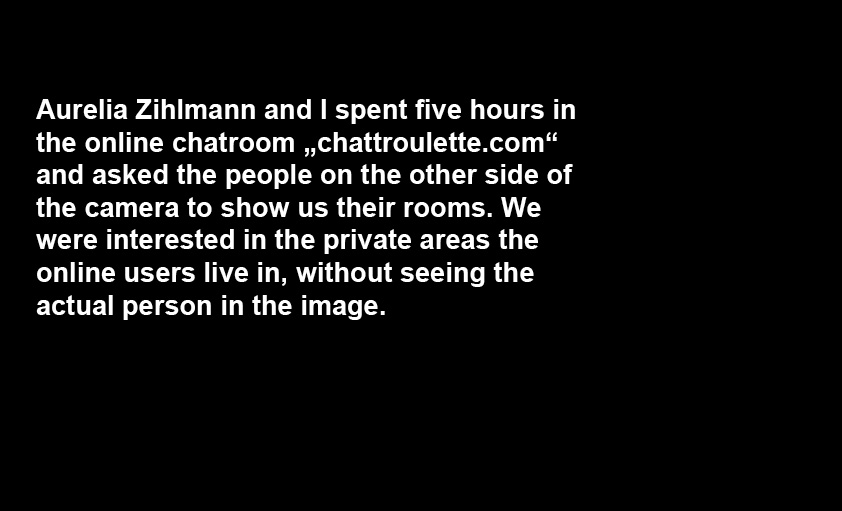 Aurelia Zihlmann and I spent five hours in
the online chatroom „chattroulette.com“
and asked the people on the other side of
the camera to show us their rooms. We
were interested in the private areas the
online users live in, without seeing the
actual person in the image.